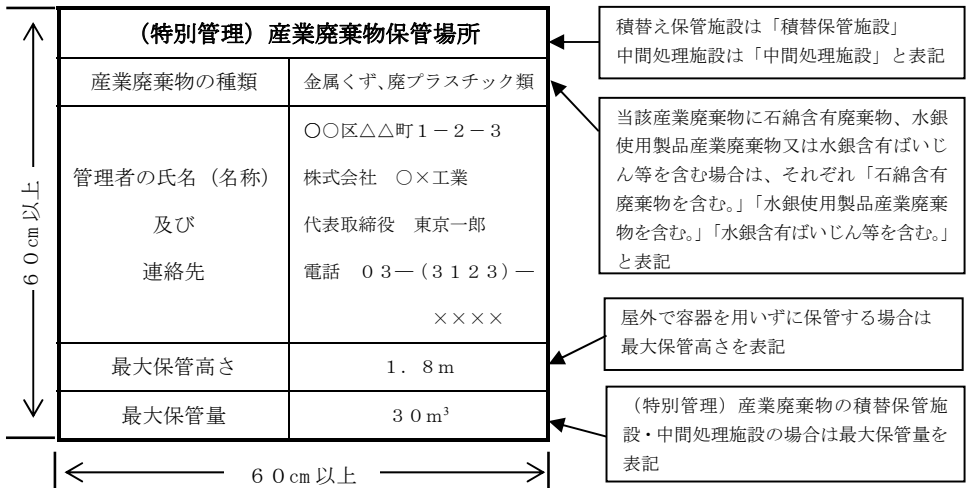 (特別管理)産業廃棄物保管場所
産業廃棄物の種類
金属くず、廃プラスチック類
管理者の氏名(名称)
及び
連絡先
〇○区△△町1-2-3
株式会社 ○×工業
代表取締役 東京一郎
電話 03―(3123)―
××××
最大保管高さ
1.8m
最大保管量
30m³
60cm以上
60cm以上
積替え保管施設は「積替保管施設」
中間処理施設は「中間処理施設」と表記
当該産業廃棄物に石綿含有廃棄物、水銀
使用製品産業廃棄物又は水銀含有ばいじ
ん等を含む場合は、それぞれ「石綿含有
廃棄物を含む。」「水銀使用製品産業廃棄
物を含む。」「水銀含有ばいじん等を含む。」
と表記
屋外で容器を用いずに保管する場合は
最大保管高さを表記
(特別管理)産業廃棄物の積替保管施
設・中間処理施設の場合は最大保管量を
表記